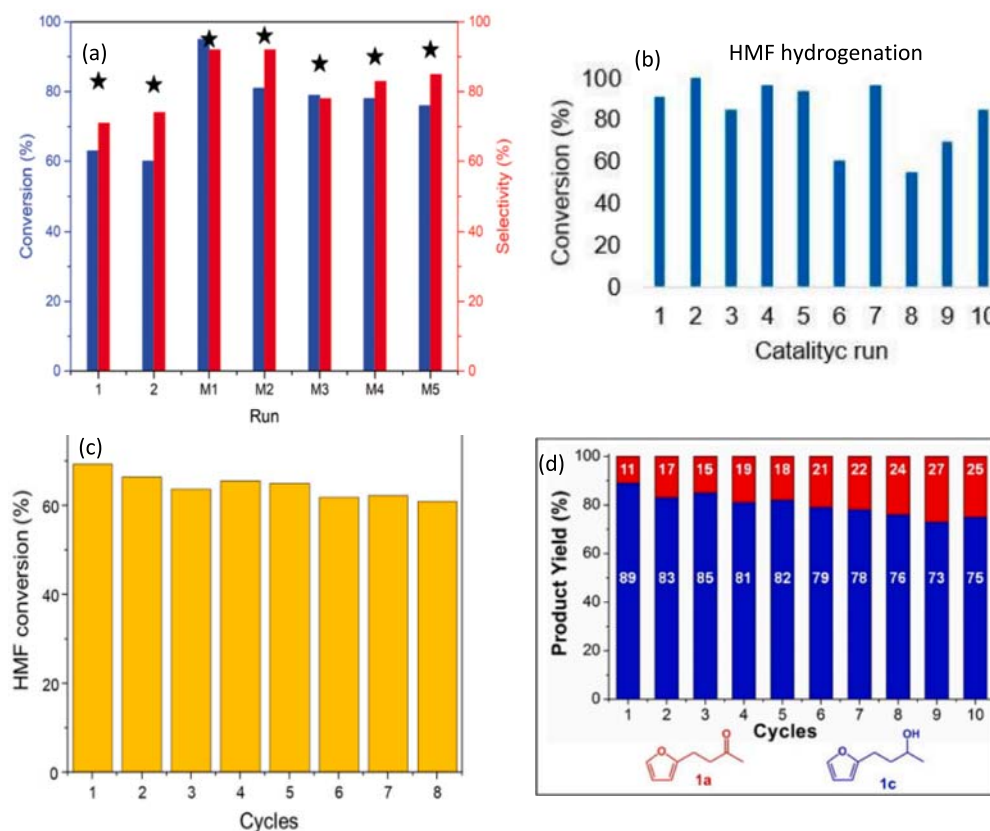 (a)
Conversion (%)
100
80
60
40
20
0
100
80
60
40
20
0
Selectivity (%)
1 2 M1 M2 M3 M4 M5
Run
(b) HMF hydrogenation
Conversion (%)
100
80
60
40
20
0
1 2 3 4 5 6 7 8 9 10
Catalityc run
(c)
HMF conversion (%)
60
40
20
0
1 2 3 4 5 6 7 8
Cycles
(d)
Product Yield (%)
100
80
60
40
20
0
11 17 15 19 18 21 22 24 27 25
89 83 85 81 82 79 78 76 73 75
1 2 3 4 5 6 7 8 9 10
Cycles
O
O
1a
O
OH
1c